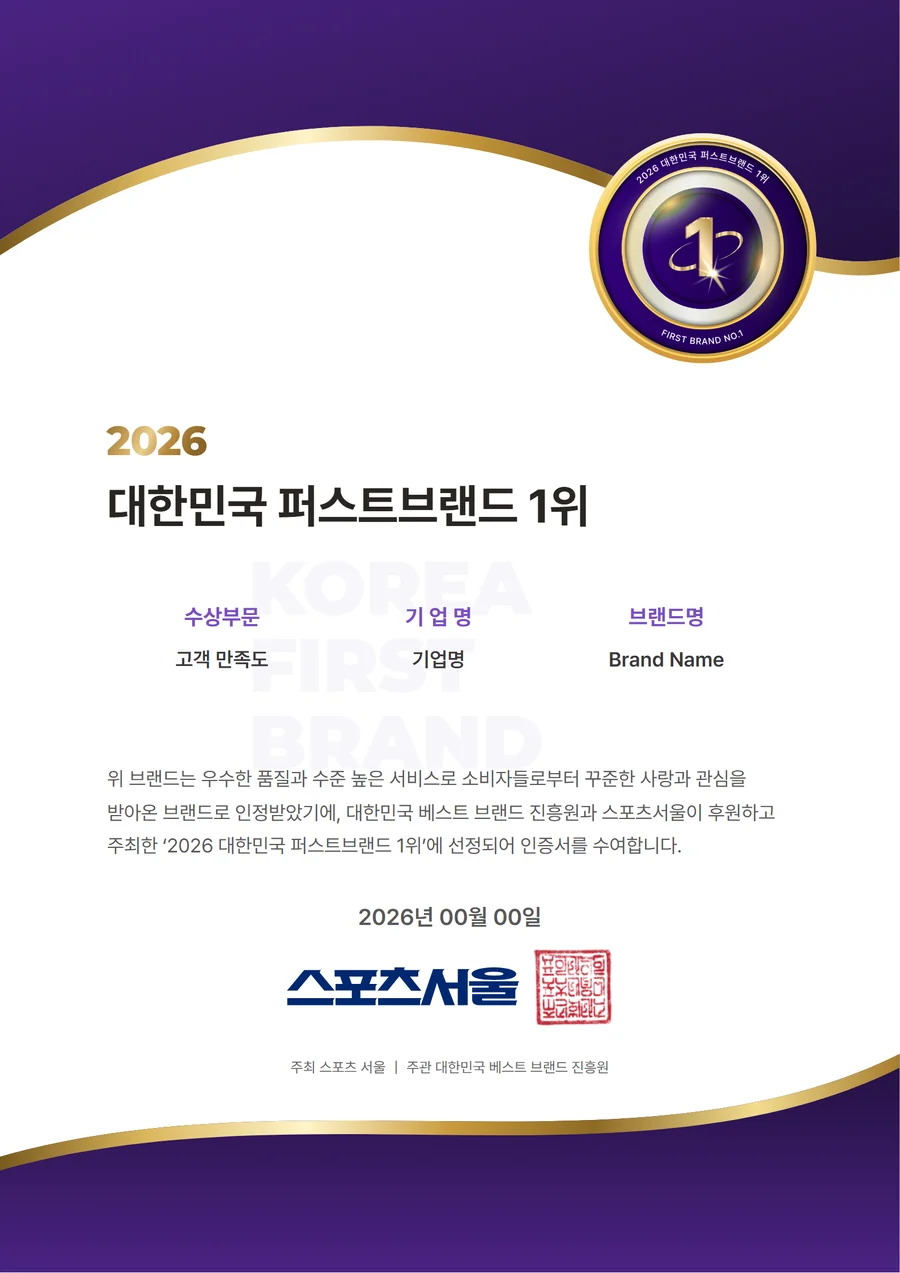 2026 대한민국 퍼스트브랜드 1위
1
FIRST BRAND NO.1
2026
대한민국 퍼스트브랜드 1위
KOREA
FIRST
BRAND
수상부문 기 업 명 브랜드명
고객 만족도 기업명 Brand Name
위 브랜드는 우수한 품질과 수준 높은 서비스로 소비자들로부터 꾸준한 사랑과 관심을
받아온 브랜드로 인정받았기에, 대한민국 베스트 브랜드 진흥원과 스포츠서울이 후원하고
주최한 ‘2026 대한민국 퍼스트브랜드 1위’에 선정되어 인증서를 수여합니다.
2026년 00월 00일
스포츠서울
주최 스포츠 서울 | 주관 대한민국 베스트 브랜드 진흥원